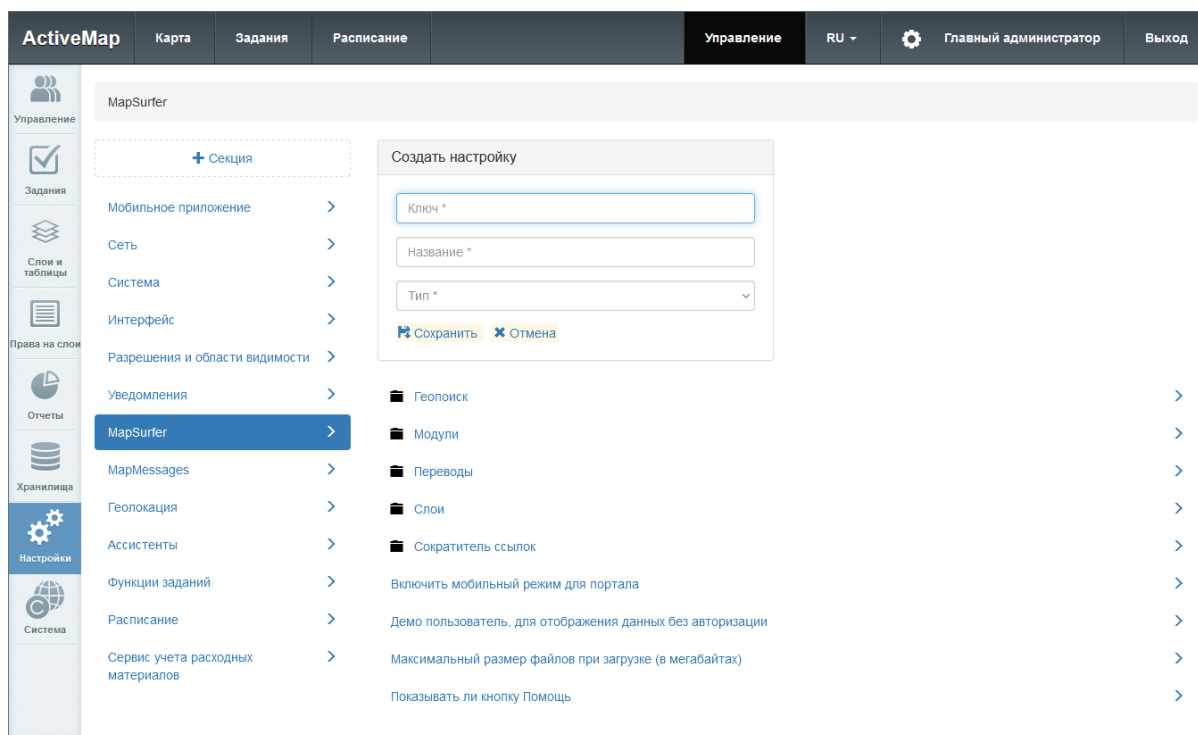 ActiveMap Карта Задания Расписание Управление RU Главный администратор Выход
Управление
Задания
Слои и
таблицы
Права на слои
Отчеты
Хранилища
Настройки
Система
MapSurfer
+ Секция
Мобильное приложение
Сеть
Система
Интерфейс
Разрешения и области видимости
Уведомления
MapSurfer
MapMessages
Геолокация
Ассистенты
Функции заданий
Расписание
Сервис учета расходных
материалов
Создать настройку
Ключ *
Название *
Тип *
Сохранить Отмена
Геопоиск
Модули
Переводы
Слои
Сократитель ссылок
Включить мобильный режим для портала
Демо пользователь, для отображения данных без авторизации
Максимальный размер файлов при загрузке (в мегабайтах)
Показывать ли кнопку Помощь